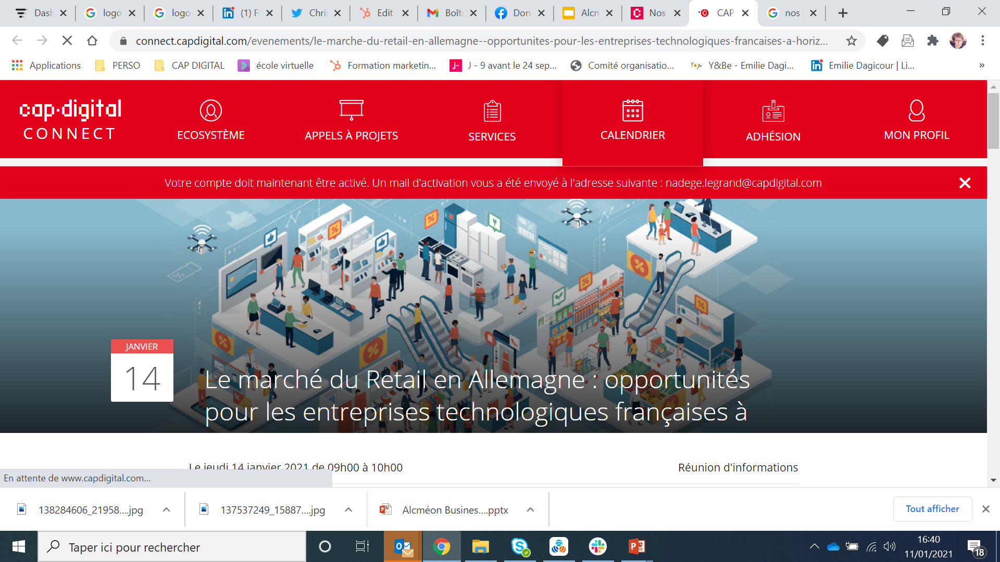 Dash
logo
logo
(1) F
Chris
Edit
Boît
Don
Alcm
Nos
CAP
nos
connect.capdigital.com/evenements/le-marche-du-retail-en-allemagne--opportunites-pour-les-entreprises-technologiques-francaises-a-horiz...
Applications
PERSO
CAP DIGITAL
école virtuelle
Formation marketin...
J - 9 avant le 24 sep...
Comité organisatio...
Y&Be - Emilie Dagi...
Emilie Dagicour | Li...
»
cap·digital
CONNECT
ECOSYSTÈME
APPELS À PROJETS
SERVICES
CALENDRIER
ADHÉSION
MON PROFIL
Votre compte doit maintenant être activé. Un mail d'activation vous a été envoyé à l'adresse suivante : nadege.legrand@capdigital.com
JANVIER
14
Le marché du Retail en Allemagne : opportunités
pour les entreprises technologiques françaises à
Le jeudi 14 janvier 2021 de 09h00 à 10h00
Réunion d'informations
En attente de www.capdigital.com...
138284606_21958....jpg
137537249_15887....jpg
Alcméon Busines....pptx
Tout afficher
Taper ici pour rechercher
16:40
11/01/2021
18